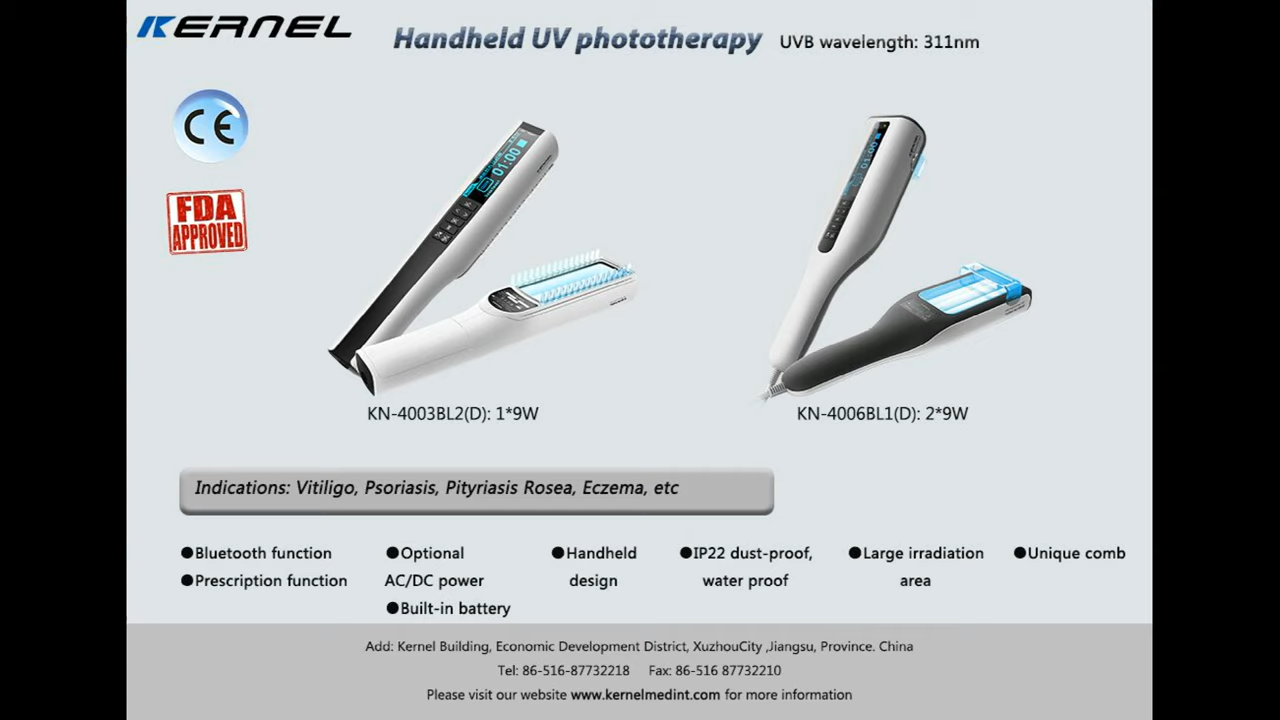 KERNEL
Handheld UV phototherapy UVB wavelength: 311nm
CE
FDA
APPROVED
01:00
01:00
KN-4003BL2(D): 1*9W
KN-4006BL1(D): 2*9W
Indications: Vitiligo, Psoriasis, Pityriasis Rosea, Eczema, etc
●Bluetooth function
●Prescription function
●Optional
AC/DC power
●Built-in battery
●Handheld
design
●IP22 dust-proof,
water proof
●Large irradiation
area
●Unique comb
Add: Kernel Building, Economic Development District, XuzhouCity ,Jiangsu, Province. China
Tel: 86-516-87732218 Fax: 86-516 87732210
Please visit our website www.kernelmedint.com for more information